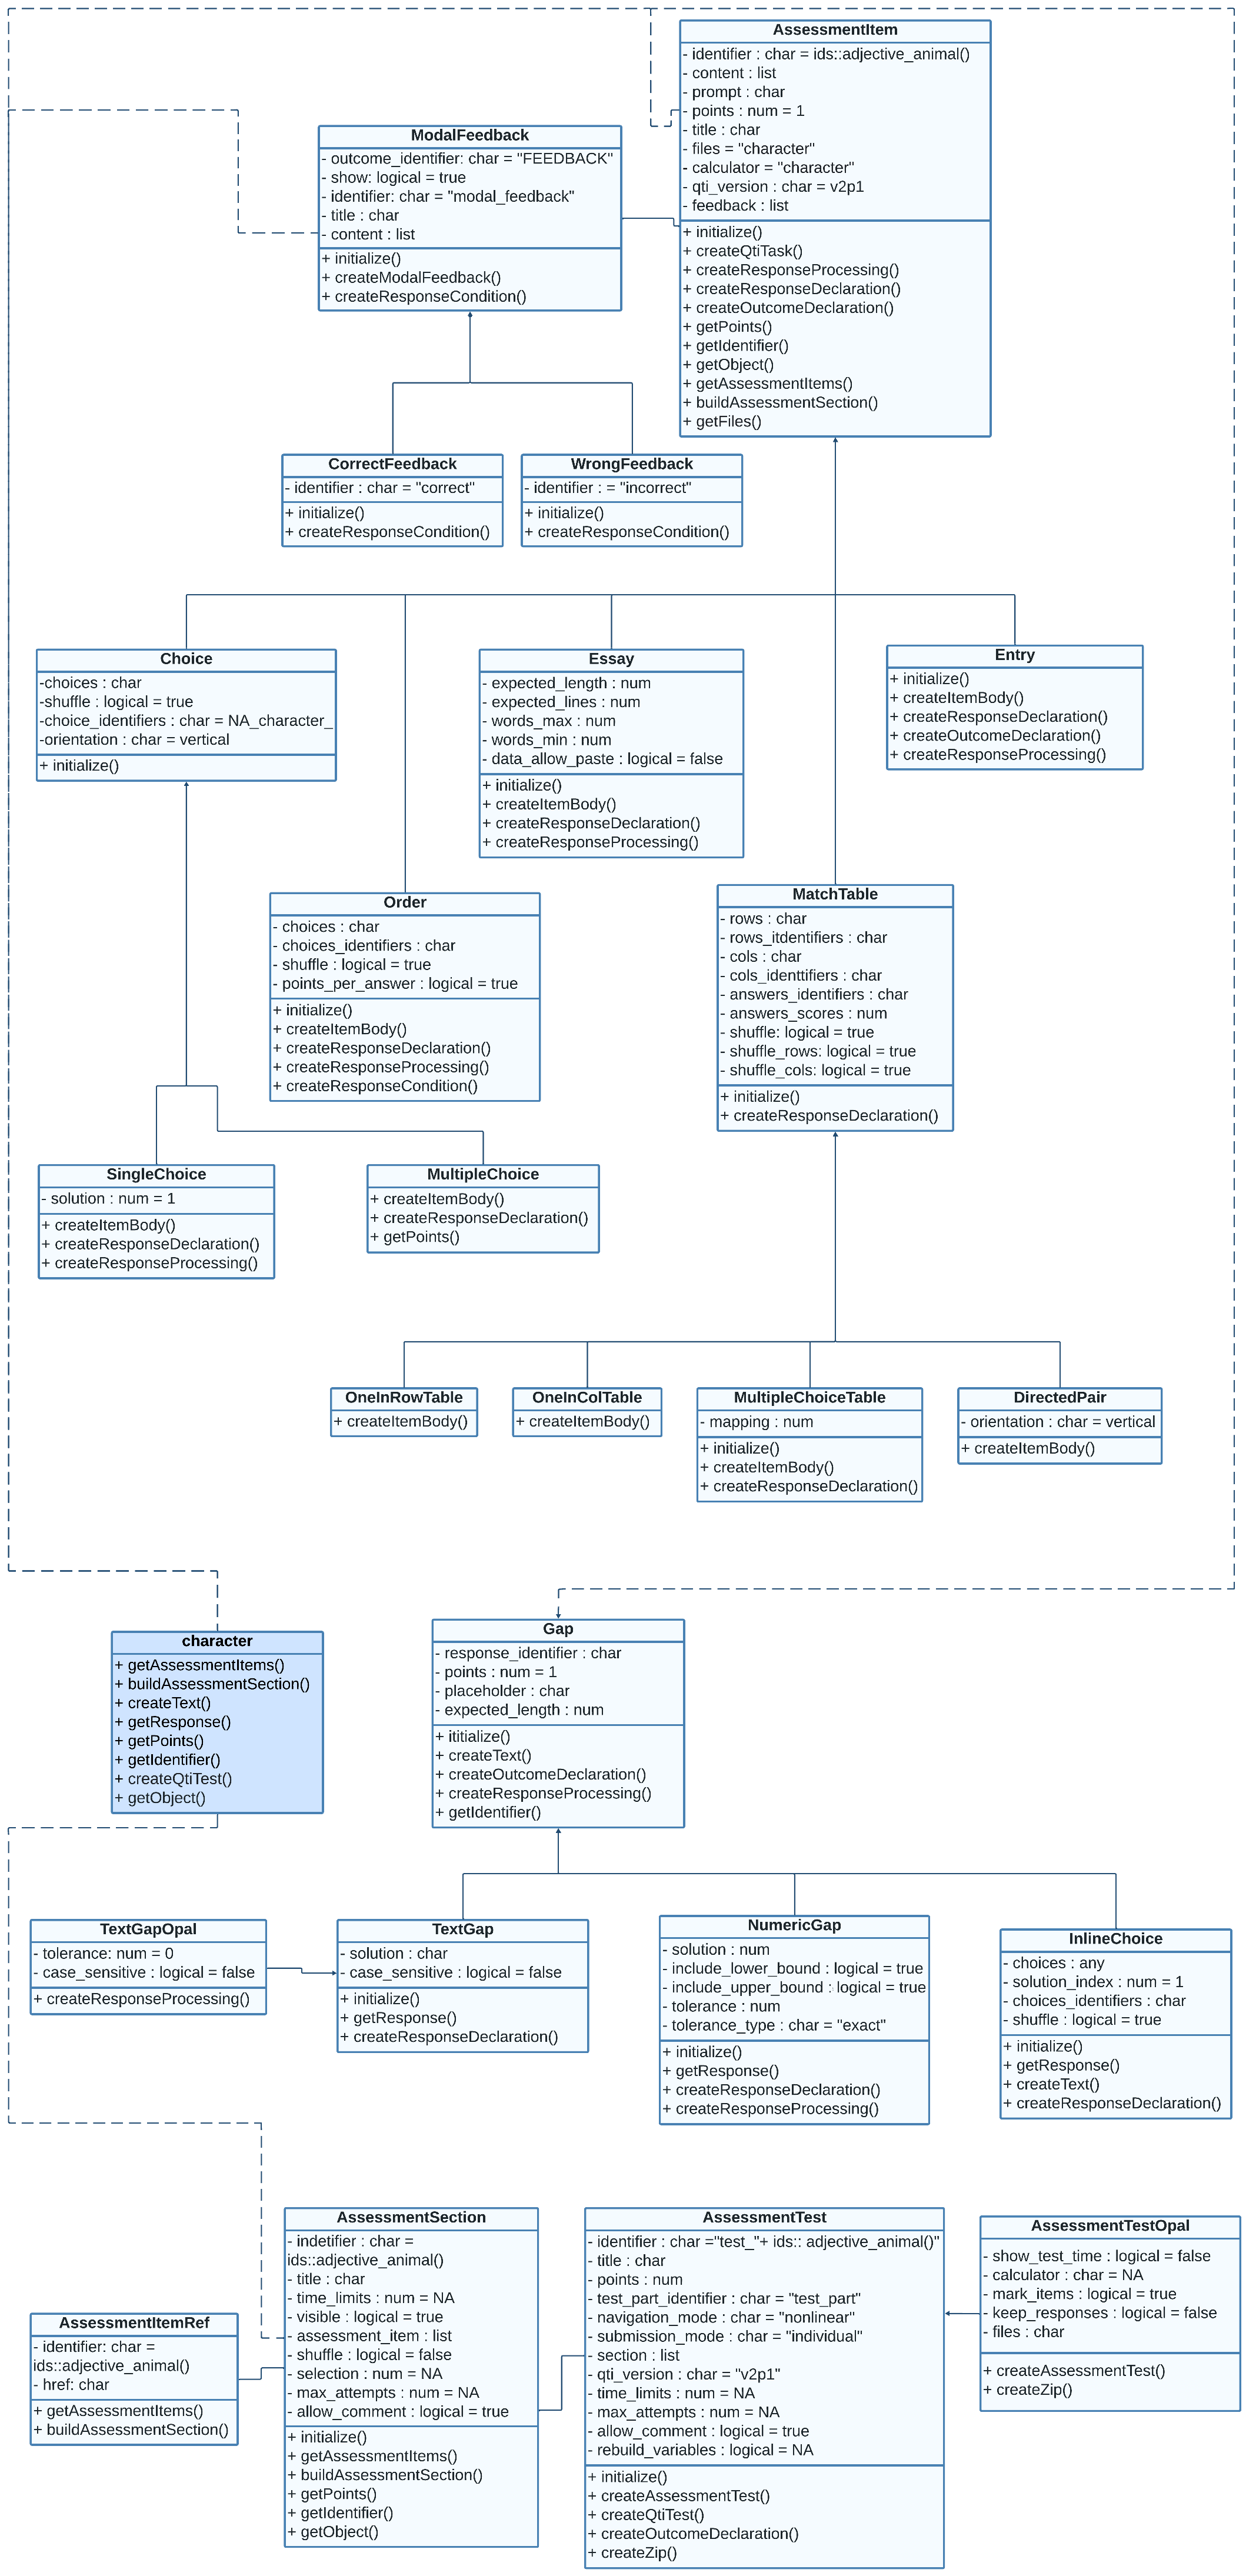 AssessmentItem
- identifier : char = ids::adjective_animal()
- content : list
- prompt : char
- points : num = 1
- title : char
- files = "character"
- calculator = "character"
- qti_version : char = v2p1
- feedback : list
+ initialize()
+ createQtiTask()
+ createResponseProcessing()
+ createResponseDeclaration()
+ createOutcomeDeclaration()
+ getPoints()
+ getIdentifier()
+ getObject()
+ getAssessmentItems()
+ buildAssessmentSection()
+ getFiles()
ModalFeedback
- outcome_identifier: char = "FEEDBACK"
- show: logical = true
- identifier: char = "modal_feedback"
- title : char
- content : list
+ initialize()
+ createModalFeedback()
+ createResponseCondition()
CorrectFeedback
- identifier : char = "correct"
+ initialize()
+ createResponseCondition()
WrongFeedback
- identifier : = "incorrect"
+ initialize()
+ createResponseCondition()
Choice
-choices : char
-shuffle : logical = true
-choice_identifiers : char = NA_character_
-orientation : char = vertical
+ initialize()
Essay
- expected_length : num
- expected_lines : num
- words_max : num
- words_min : num
- data_allow_paste : logical = false
+ initialize()
+ createItemBody()
+ createResponseDeclaration()
+ createResponseProcessing()
Entry
+ initialize()
+ createItemBody()
+ createResponseDeclaration()
+ createOutcomeDeclaration()
+ createResponseProcessing()
Order
- choices : char
- choices_identifiers : char
- shuffle : logical = true
- points_per_answer : logical = true
+ initialize()
+ createItemBody()
+ createResponseDeclaration()
+ createResponseProcessing()
+ createResponseCondition()
MatchTable
- rows : char
- rows_itdentifiers : char
- cols : char
- cols_identtifiers : char
- answers_identifiers : char
- answers_scores : num
- shuffle: logical = true
- shuffle_rows: logical = true
- shuffle_cols: logical = true
+ initialize()
+ createResponseDeclaration()
SingleChoice
- solution : num = 1
+ createItemBody()
+ createResponseDeclaration()
+ createResponseProcessing()
MultipleChoice
+ createItemBody()
+ createResponseDeclaration()
+ getPoints()
OneInRowTable
+ createItemBody()
OneInColTable
+ createItemBody()
MultipleChoiceTable
- mapping : num
+ initialize()
+ createItemBody()
+ createResponseDeclaration()
DirectedPair
- orientation : char = vertical
+ createItemBody()
character
+ getAssessmentItems()
+ buildAssessmentSection()
+ createText()
+ getResponse()
+ getPoints()
+ getIdentifier()
+ createQtiTest()
+ getObject()
Gap
- response_identifier : char
- points : num = 1
- placeholder : char
- expected_length : num
+ ititialize()
+ createText()
+ createOutcomeDeclaration()
+ createResponseProcessing()
+ getIdentifier()
TextGapOpal
- tolerance: num = 0
- case_sensitive : logical = false
+ createResponseProcessing()
TextGap
- solution : char
- case_sensitive : logical = false
+ initialize()
+ getResponse()
+ createResponseDeclaration()
NumericGap
- solution : num
- include_lower_bound : logical = true
- include_upper_bound : logical = true
- tolerance : num
- tolerance_type : char = "exact"
+ initialize()
+ getResponse()
+ createResponseDeclaration()
+ createResponseProcessing()
InlineChoice
- choices : any
- solution_index : num = 1
- choices_identifiers : char
- shuffle : logical = true
+ initialize()
+ getResponse()
+ createText()
+ createResponseDeclaration()
AssessmentItemRef
- identifier: char =
ids::adjective_animal()
- href: char
+ getAssessmentItems()
+ buildAssessmentSection()
AssessmentSection
- indetifier : char =
ids::adjective_animal()
- title : char
- time_limits : num = NA
- visible : logical = true
- assessment_item : list
- shuffle : logical = false
- selection : num = NA
- max_attempts : num = NA
- allow_comment : logical = true
+ initialize()
+ getAssessmentItems()
+ buildAssessmentSection()
+ getPoints()
+ getIdentifier()
+ getObject()
AssessmentTest
- identifier : char ="test_"+ ids:: adjective_animal()"
- title : char
- points : num
- test_part_identifier : char = "test_part"
- navigation_mode : char = "nonlinear"
- submission_mode : char = "individual"
- section : list
- qti_version : char = "v2p1"
- time_limits : num = NA
- max_attempts : num = NA
- allow_comment : logical = true
- rebuild_variables : logical = NA
+ initialize()
+ createAssessmentTest()
+ createQtiTest()
+ createOutcomeDeclaration()
+ createZip()
AssessmentTestOpal
- show_test_time : logical = false
- calculator : char = NA
- mark_items : logical = true
- keep_responses : logical = false
- files : char
+ createAssessmentTest()
+ createZip()